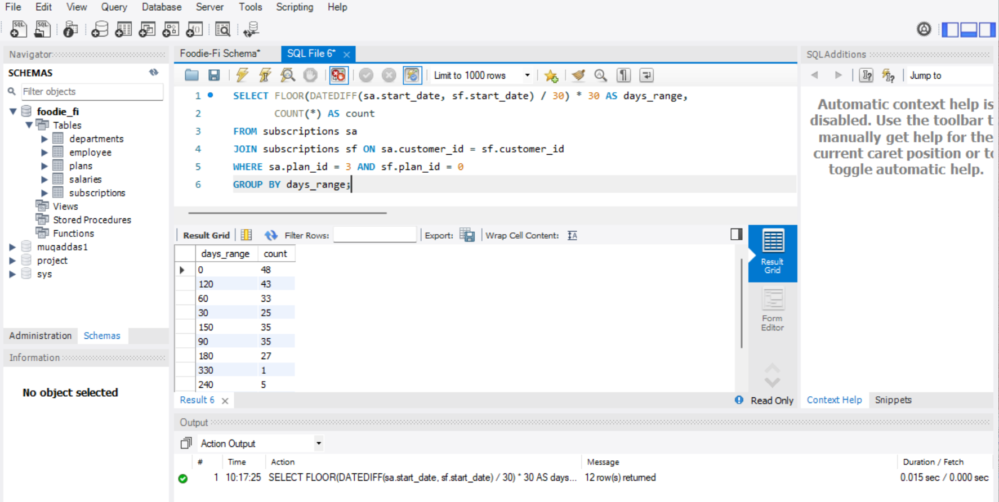 File Edit View Query Database Server Tools Scripting Help
Navigator
SCHEMAS
Filter objects
foodie_fi
Tables
departments
employee
plans
salaries
subscriptions
Views
Stored Procedures
Functions
muqaddas1
project
sys
Administration Schemas
Information
No object selected
Foodie-Fi Schema* SQL File 6*
Limit to 1000 rows
1 SELECT FLOOR(DATEDIFF(sa.start_date, sf.start_date) / 30) * 30 AS days_range,
2 COUNT(*) AS count
3 FROM subscriptions sa
4 JOIN subscriptions sf ON sa.customer_id = sf.customer_id
5 WHERE sa.plan_id = 3 AND sf.plan_id = 0
6 GROUP BY days_range;
Result Grid Filter Rows: Export: Wrap Cell Content: IA
days_range count
0 48
120 43
60 33
30 25
150 35
90 35
180 27
330 1
240 5
Result
Grid
Form
Editor
Result 6 Read Only
SQLAdditions
Jump to
Automatic context help is
disabled. Use the toolbar t
manually get help for the
current caret position or to
toggle automatic help.
Context Help Snippets
Output
Action Output
# Time Action Message Duration / Fetch
1 10:17:25 SELECT FLOOR(DATEDIFF(sa.start_date, sf.start_date) / 30) * 30 AS days... 12 row(s) returned 0.015 sec / 0.000 sec